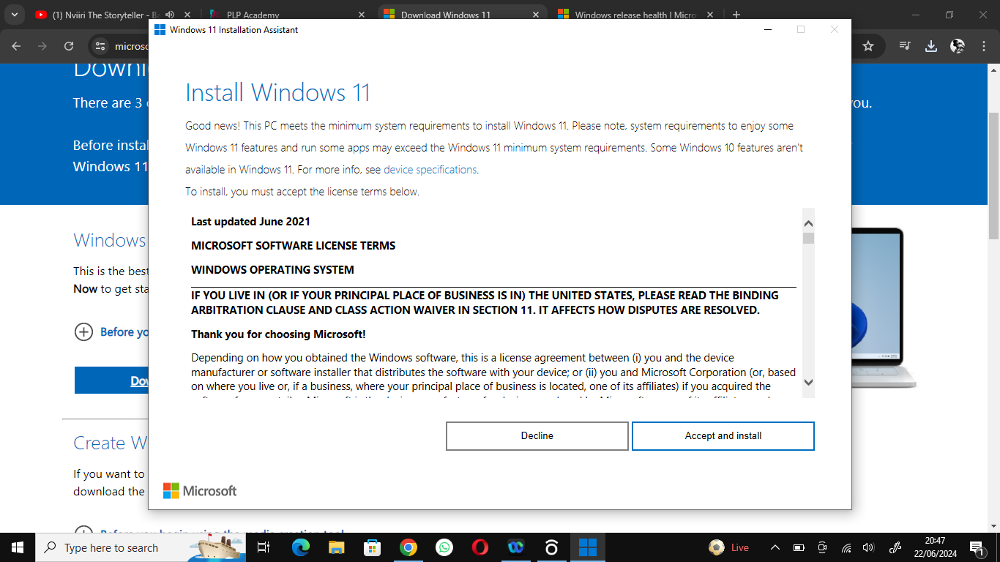 (1) Nviiri The Storyteller - Ba
PLP Academy
Download Windows 11
Windows release health | Micros
microso
Windows 11 Installation Assistant
Downl
There are 3 o
you.
Before instal
Windows 11
Install Windows 11
Good news! This PC meets the minimum system requirements to install Windows 11. Please note, system requirements to enjoy some
Windows 11 features and run some apps may exceed the Windows 11 minimum system requirements. Some Windows 10 features aren't
available in Windows 11. For more info, see device specifications.
To install, you must accept the license terms below.
Last updated June 2021
MICROSOFT SOFTWARE LICENSE TERMS
WINDOWS OPERATING SYSTEM
IF YOU LIVE IN (OR IF YOUR PRINCIPAL PLACE OF BUSINESS IS IN) THE UNITED STATES, PLEASE READ THE BINDING
ARBITRATION CLAUSE AND CLASS ACTION WAIVER IN SECTION 11. IT AFFECTS HOW DISPUTES ARE RESOLVED.
Thank you for choosing Microsoft!
Depending on how you obtained the Windows software, this is a license agreement between (i) you and the device
manufacturer or software installer that distributes the software with your device; or (ii) you and Microsoft Corporation (or, based
on where you live or, if a business, where your principal place of business is located, one of its affiliates) if you acquired the
Decline
Accept and install
Microsoft
Windows
This is the best
Now to get sta
Before yo
Dow
Create W
If you want to
download the
Before you begin using the media creation tool
Type here to search
Live
20:47
22/06/2024
1